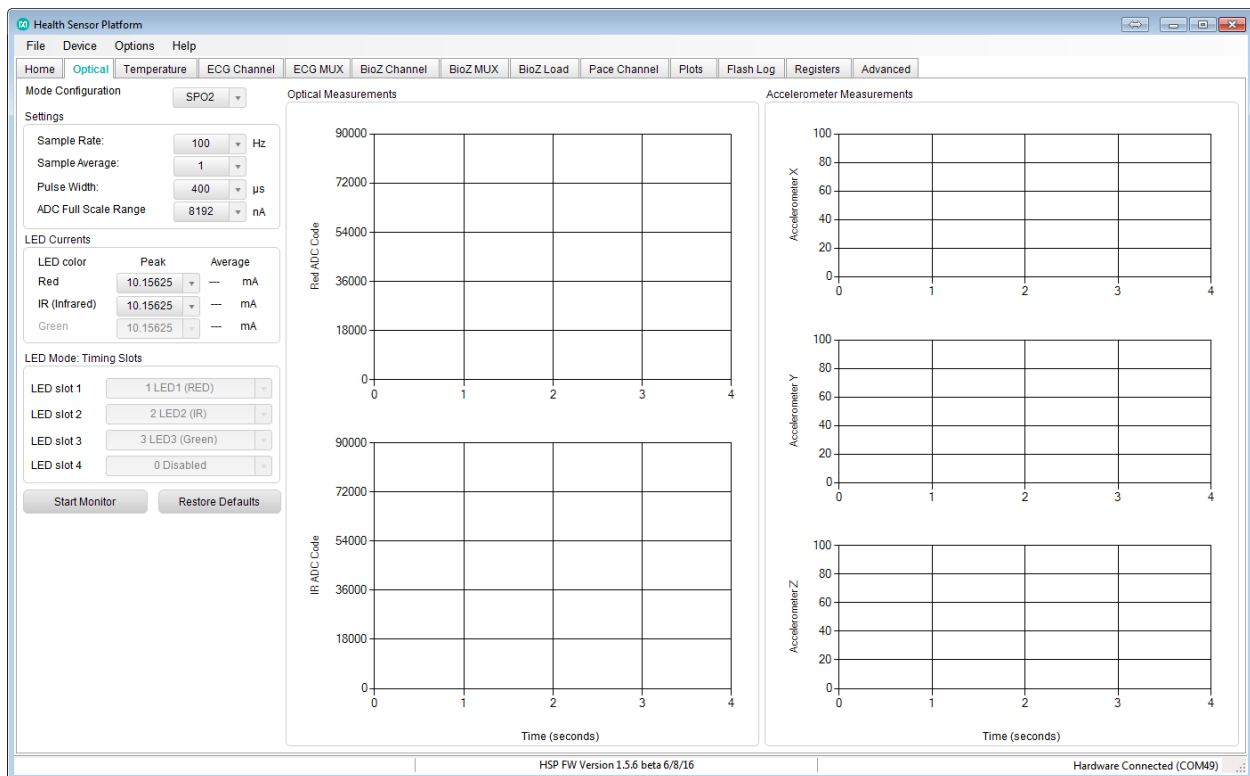 Health Sensor Platform
File Device Options Help
Home Optical Temperature ECG Channel ECG MUX BioZ Channel BioZ MUX BioZ Load Pace Channel Plots Flash Log Registers Advanced
Mode Configuration SPO2
Settings
Sample Rate: 100 Hz
Sample Average: 1
Pulse Width: 400 µs
ADC Full Scale Range 8192 nA
LED Currents
LED color Peak Average
Red 10.15625 --- mA
IR (Infrared) 10.15625 --- mA
Green 10.15625 --- mA
LED Mode: Timing Slots
LED slot 1 1 LED1 (RED)
LED slot 2 2 LED2 (IR)
LED slot 3 3 LED3 (Green)
LED slot 4 0 Disabled
Start Monitor Restore Defaults
Optical Measurements
Red ADC Code
90000
72000
54000
36000
18000
0
0 1 2 3 4
IR ADC Code
90000
72000
54000
36000
18000
0
0 1 2 3 4
Time (seconds)
Accelerometer Measurements
Accelerometer X
100
80
60
40
20
0
0 1 2 3 4
Accelerometer Y
100
80
60
40
20
0
0 1 2 3 4
Accelerometer Z
100
80
60
40
20
0
0 1 2 3 4
Time (seconds)
HSP FW Version 1.5.6 beta 6/8/16
Hardware Connected (COM49)